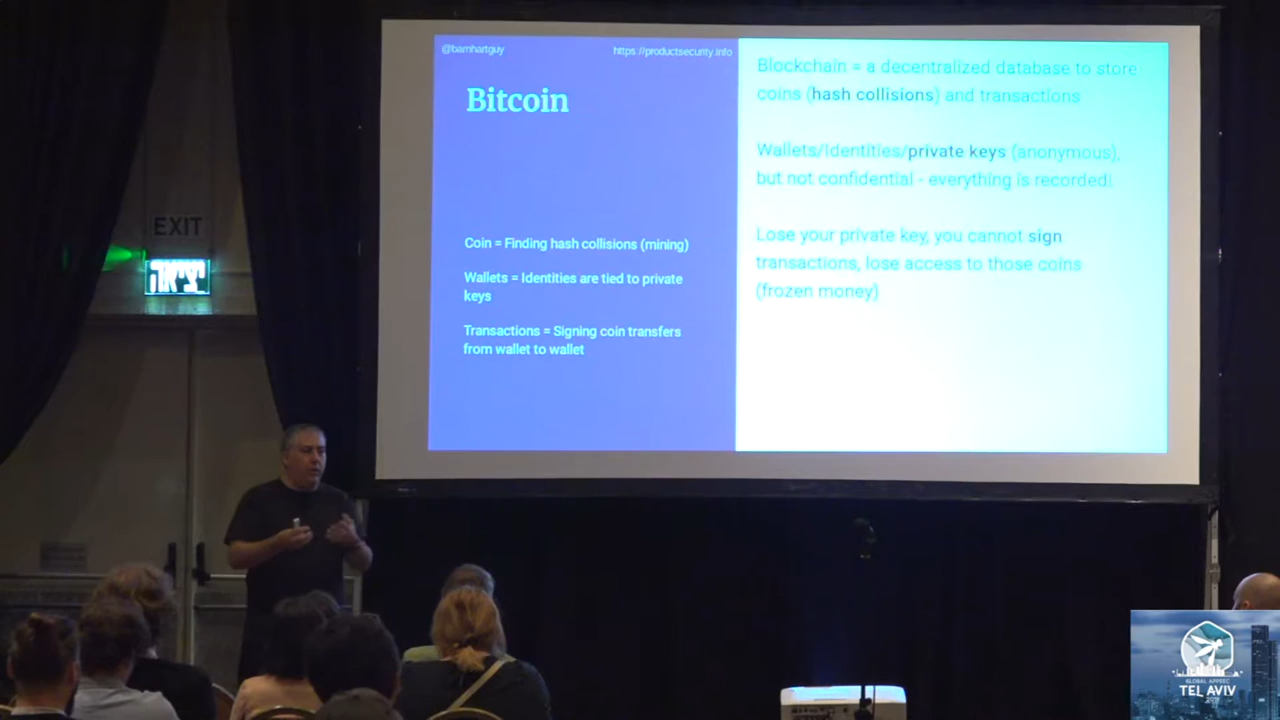 @barnhartguy
https://productsecurity.info
Bitcoin
Coin = Finding hash collisions (mining)
Wallets = Identities are tied to private
keys
Transactions = Signing coin transfers
from wallet to wallet
Blockchain = a decentralized database to store
coins (hash collisions) and transactions
Wallets/Identities/private keys (anonymous),
but not confidential - everything is recorded!
Lose your private key, you cannot sign
transactions, lose access to those coins
(frozen money)
EXIT
GLOBAL APPSEC
TEL AVIV